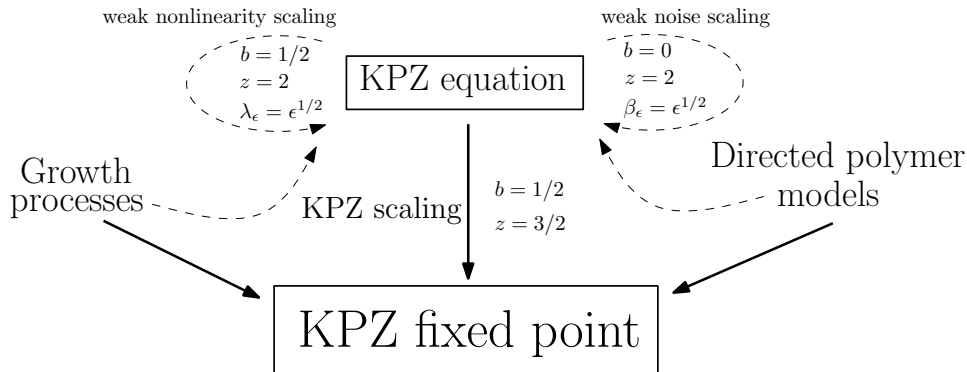 weak nonlinearity scaling
b = 1/2
z = 2
λ_ϵ = ϵ^{1/2}
KPZ equation
weak noise scaling
b = 0
z = 2
β_ϵ = ϵ^{1/2}
Growth
processes
KPZ scaling
b = 1/2
z = 3/2
Directed polymer
models
KPZ fixed point